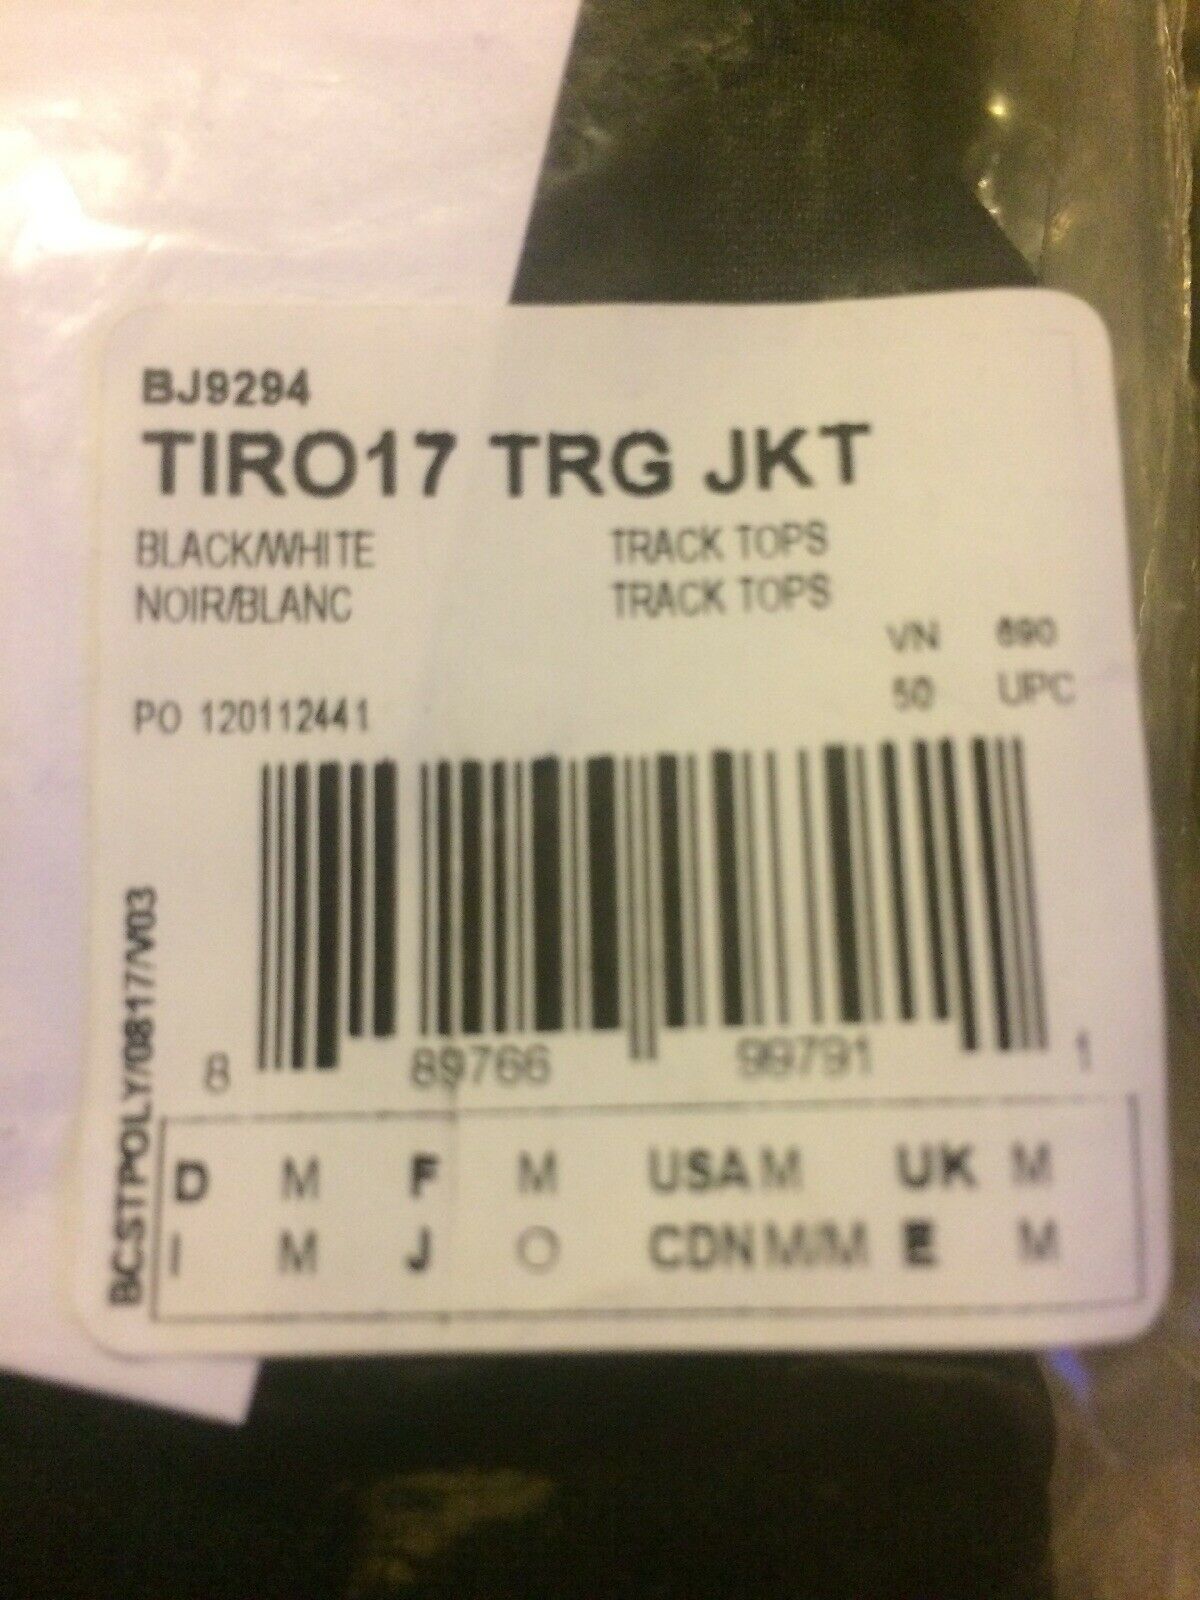 BJ9294
TIRO17 TRG JKT
BLACK/WHITE TRACK TOPS
NOIR/BLANC TRACK TOPS
VN 690
50 UPC
PO 120112441
BCSTPOLY/0817/V03
8 89766 99791 1
D M F M USA M UK M
I M J O CDN M/M E M